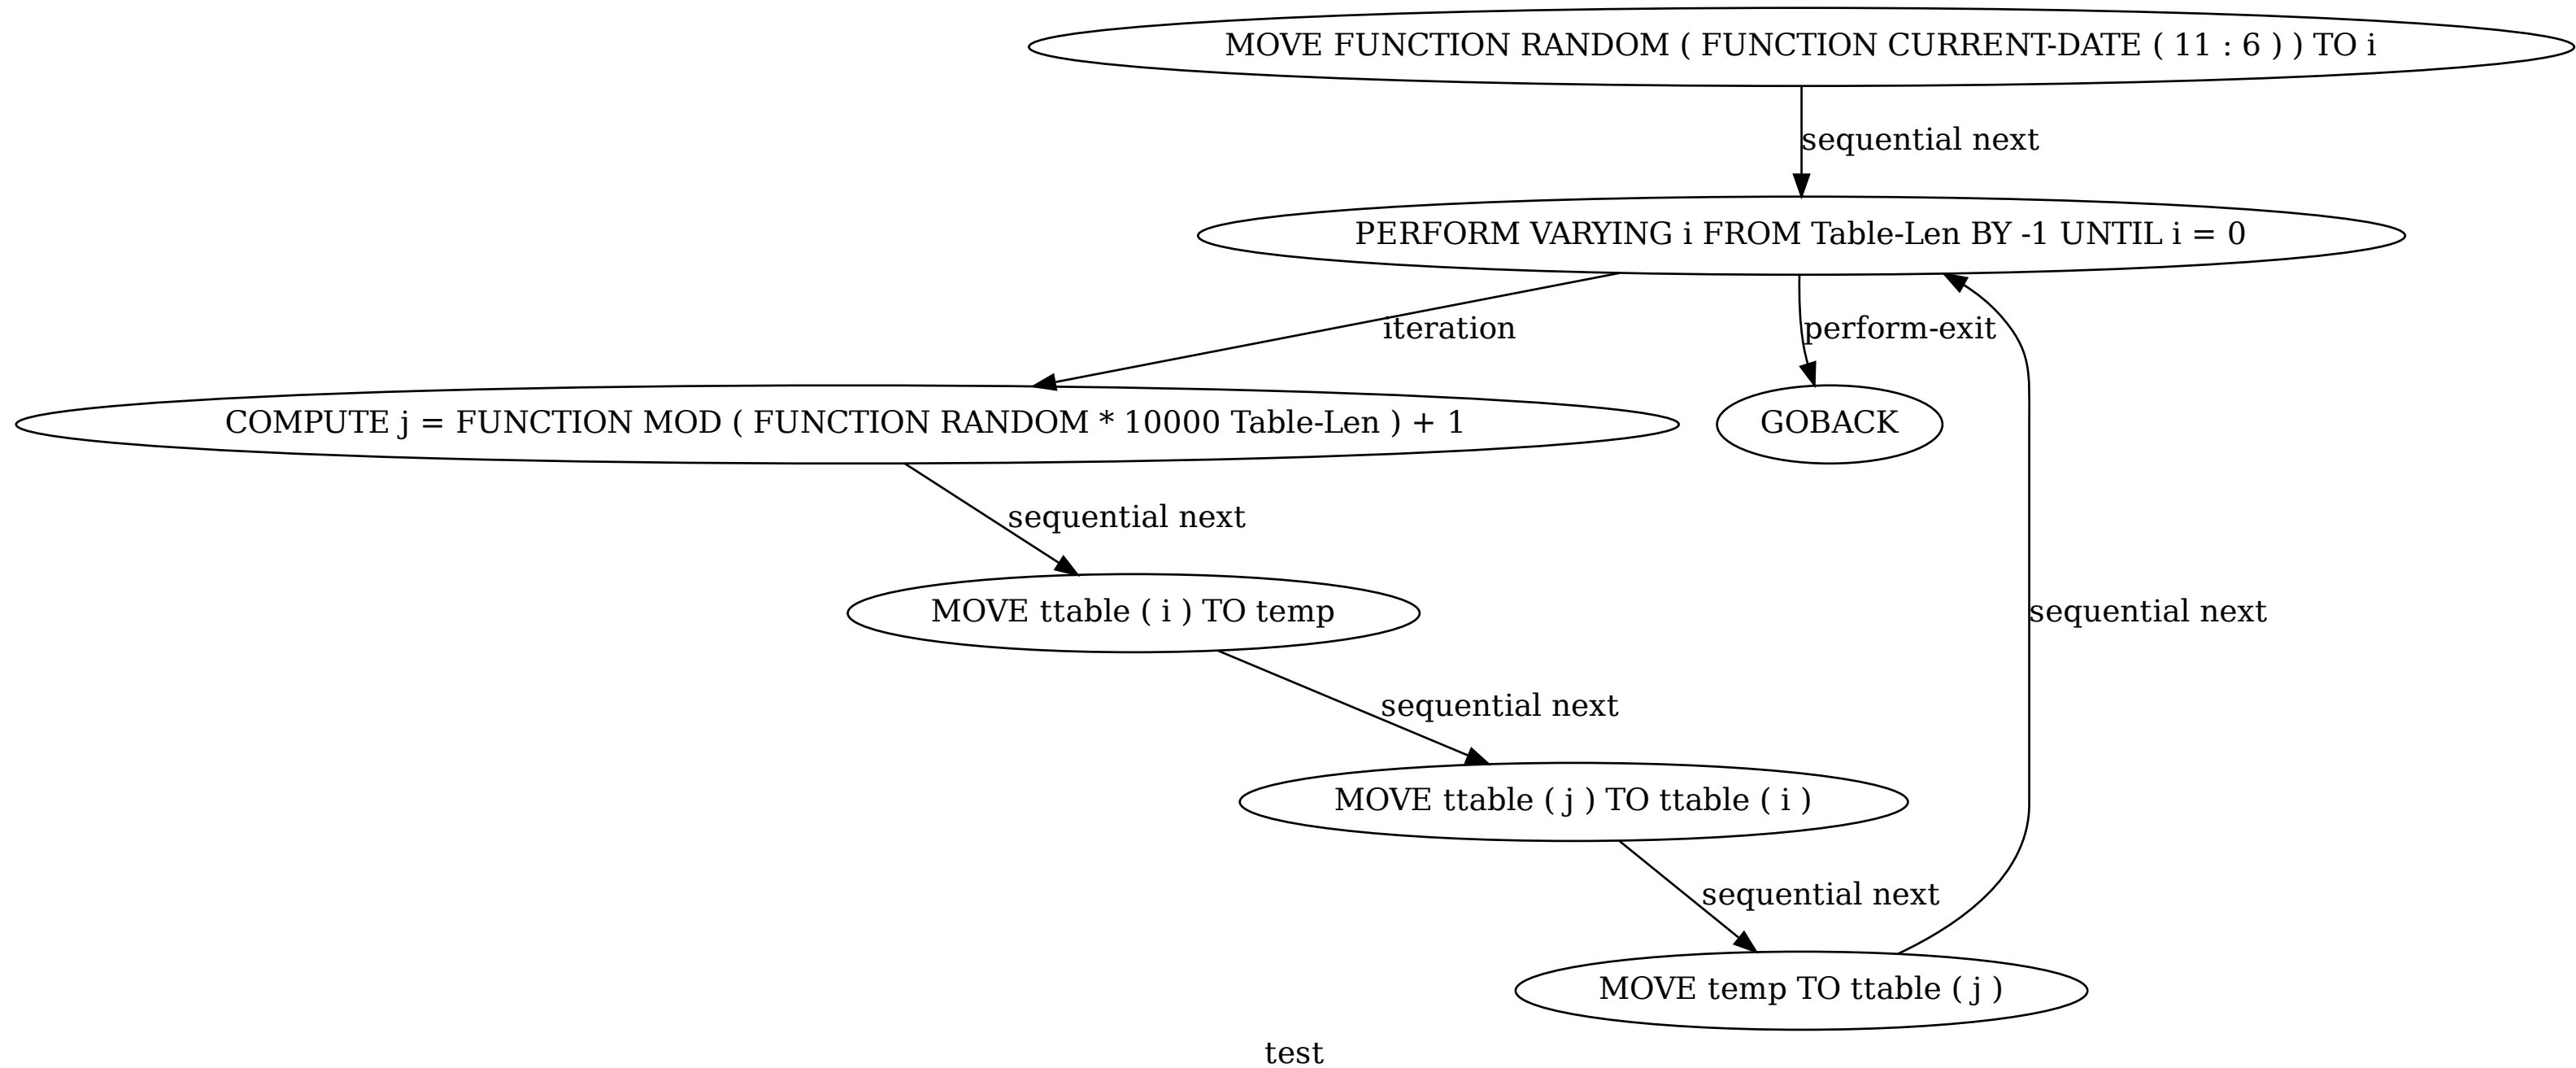 MOVE FUNCTION RANDOM ( FUNCTION CURRENT-DATE ( 11 : 6 ) ) TO i
sequential next
PERFORM VARYING i FROM Table-Len BY -1 UNTIL i = 0
iteration
perform-exit
COMPUTE j = FUNCTION MOD ( FUNCTION RANDOM * 10000 Table-Len ) + 1
GOBACK
sequential next
MOVE ttable ( i ) TO temp
sequential next
sequential next
MOVE ttable ( j ) TO ttable ( i )
sequential next
MOVE temp TO ttable ( j )
test